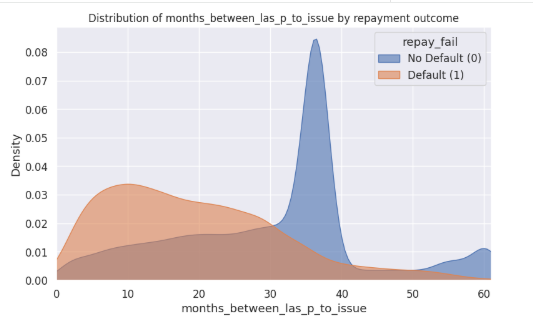 Distribution of months_between_las_p_to_issue by repayment outcome
repay_fail
No Default (0)
Default (1)
Density
0.08
0.07
0.06
0.05
0.04
0.03
0.02
0.01
0.00
0 10 20 30 40 50 60
months_between_las_p_to_issue